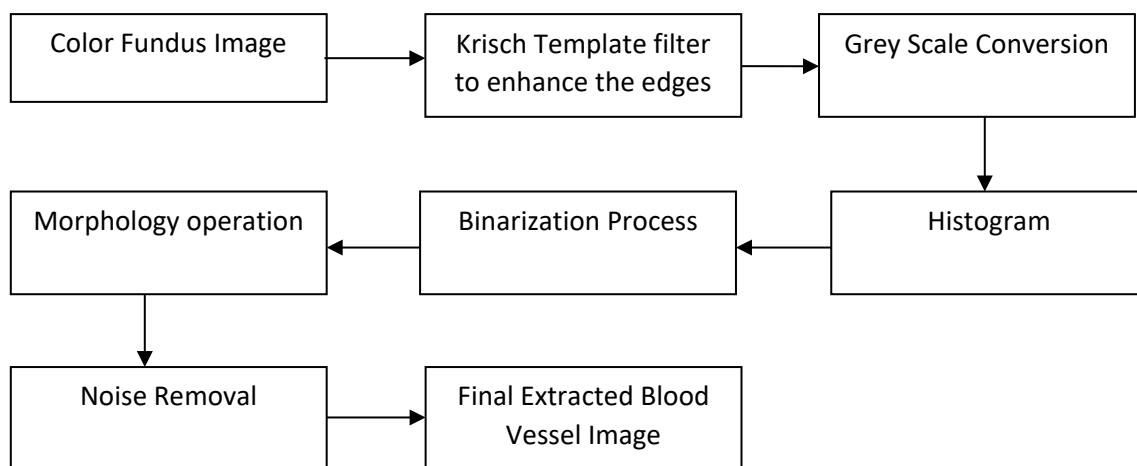 Color Fundus Image
Krisch Template filter
to enhance the edges
Grey Scale Conversion
Histogram
Binarization Process
Morphology operation
Noise Removal
Final Extracted Blood
Vessel Image